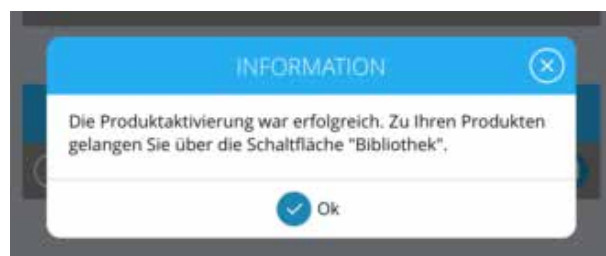 INFORMATION
Die Produktaktivierung war erfolgreich. Zu Ihren Produkten
gelangen Sie über die Schaltfläche "Bibliothek".
Ok